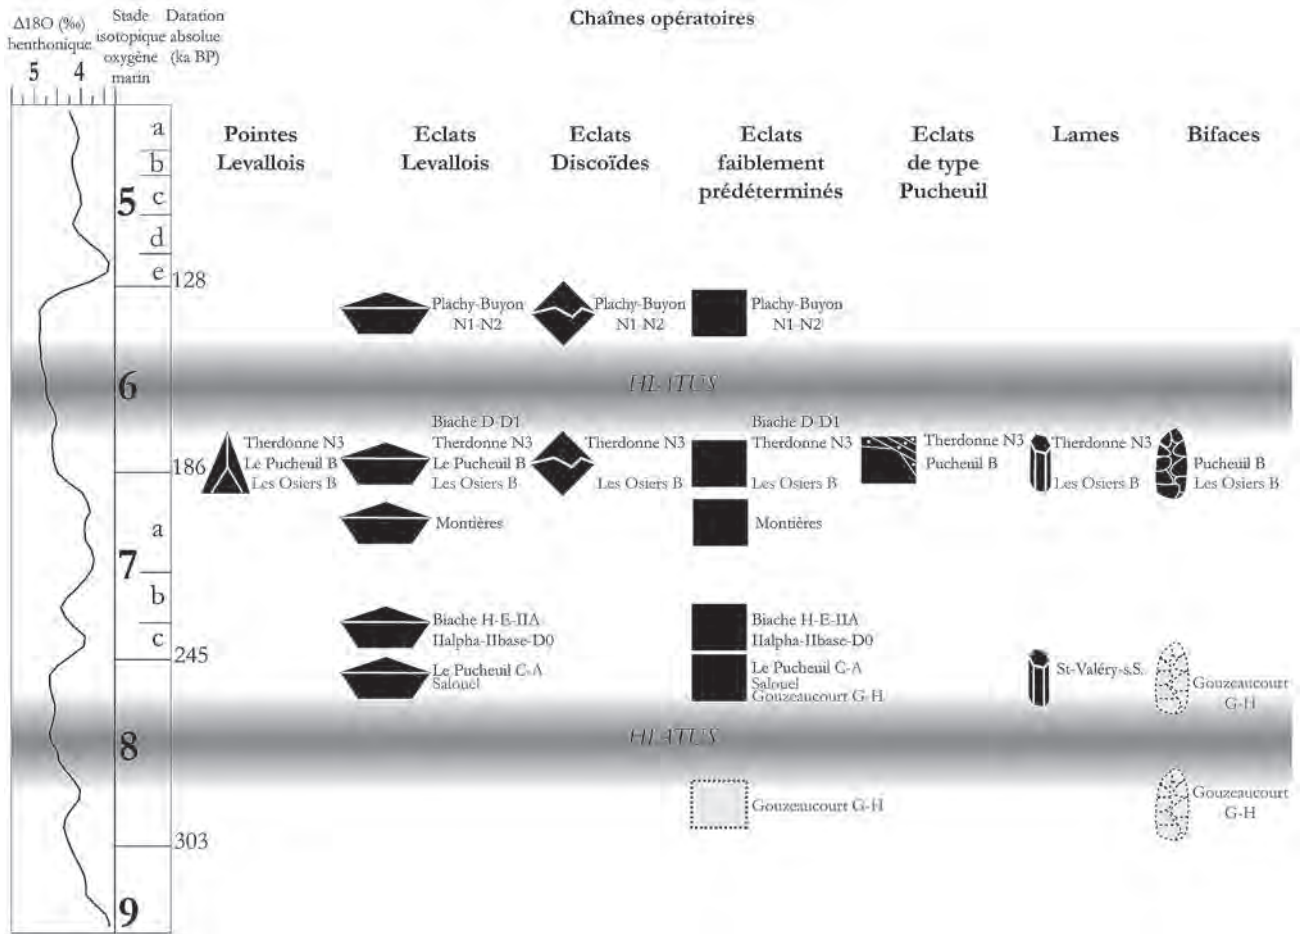 Chaînes opératoires
Δ18O (‰)
benthonique
5 4
Stade
isotopique
oxygène
marin
Datation
absolue
(ka BP)
Pointes
Levallois
Eclats
Levallois
Eclats
Discoïdes
Eclats
faiblement
prédéterminés
Eclats
de type
Pucheuil
Lames
Bifaces
a
b
5
c
d
e
128
Plachy-Buyon
N1-N2
Plachy-Buyon
N1-N2
Plachy-Buyon
N1-N2
6
HIATUS
186
Therdonne N3
Le Pucheuil B
Les Osiers B
Biache D-D1
Therdonne N3
Le Pucheuil B
Les Osiers B
Therdonne N3
Les Osiers B
Biache D-D1
Therdonne N3
Les Osiers B
Therdonne N3
Pucheuil B
Therdonne N3
Les Osiers B
Pucheuil B
Les Osiers B
a
Montières
Montières
7
b
c
Biache H-E-IIA
IIalpha-IIbase-D0
Biache H-E-IIA
IIalpha-IIbase-D0
245
Le Pucheuil C-A
Salouel
Le Pucheuil C-A
Salouel
Gouzeaucourt G-H
St-Valéry-s.S.
Gouzeaucourt
G-H
8
HIATUS
Gouzeaucourt G-H
Gouzeaucourt
G-H
303
9